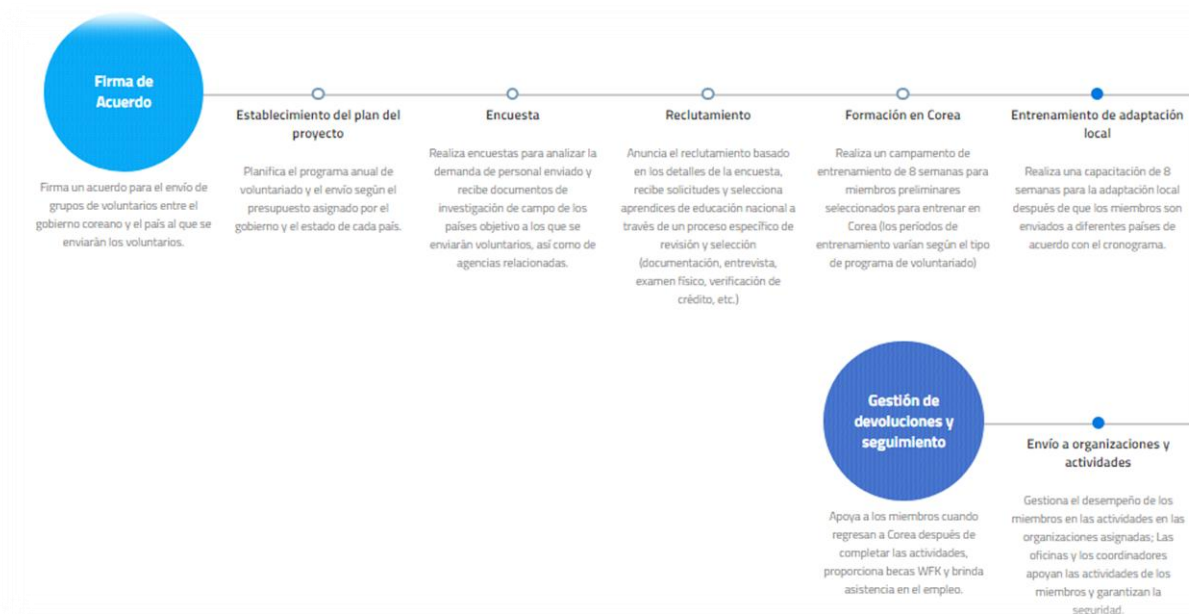 Firma de
Acuerdo
Firma un acuerdo para el envío de
grupos de voluntarios entre el
gobierno coreano y el país al que se
enviarán los voluntarios.
Establecimiento del plan del
proyecto
Planifica el programa anual de
voluntariado y el envío según el
presupuesto asignado por el
gobierno y el estado de cada país.
Encuesta
Realiza encuestas para analizar la
demanda de personal enviado y
recibe documentos de
investigación de campo de los
países objetivo a los que se
enviarán voluntarios, así como de
agencias relacionadas.
Reclutamiento
Anuncia el reclutamiento basado
en los detalles de la encuesta,
recibe solicitudes y selecciona
aprendices de educación nacional a
través de un proceso específico de
revisión y selección
(documentación, entrevista,
examen físico, verificación de
crédito, etc.)
Formación en Corea
Realiza un campamento de
entrenamiento de 8 semanas para
miembros preliminares
seleccionados para entrenar en
Corea (los períodos de
entrenamiento varían según el tipo
de programa de voluntariado)
Entrenamiento de adaptación
local
Realiza una capacitación de 8
semanas para la adaptación local
después de que los miembros son
enviados a diferentes países de
acuerdo con el cronograma.
Gestión de
devoluciones y
seguimiento
Apoya a los miembros cuando
regresan a Corea después de
completar las actividades,
proporciona becas WFK y brinda
asistencia en el empleo.
Envío a organizaciones y
actividades
Gestiona el desempeño de los
miembros en las actividades en las
organizaciones asignadas; Las
oficinas y los coordinadores
apoyan las actividades de los
miembros y garantizan la
seguridad.